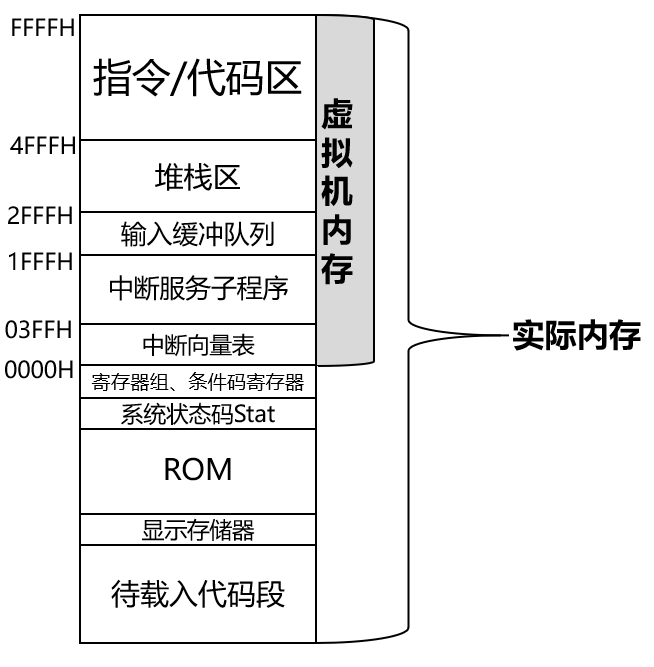 FFFFH
指令/代码区
4FFFH
堆栈区
2FFFH
输入缓冲队列
1FFFH
中断服务子程序
03FFH
中断向量表
0000H
寄存器组、条件码寄存器
系统状态码Stat
ROM
显示存储器
待载入代码段
虚拟机内存
实际内存